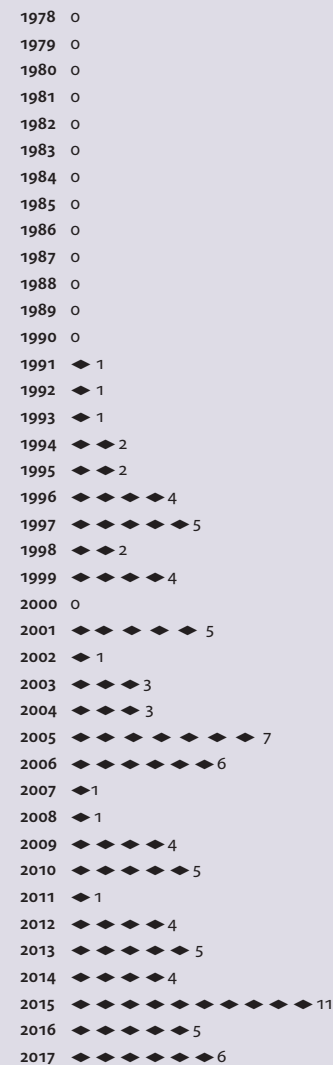 1978 0
1979 0
1980 0
1981 0
1982 0
1983 0
1984 0
1985 0
1986 0
1987 0
1988 0
1989 0
1990 0
1991 ◆ 1
1992 ◆ 1
1993 ◆ 1
1994 ◆ ◆ 2
1995 ◆ ◆ 2
1996 ◆ ◆ ◆ ◆ 4
1997 ◆ ◆ ◆ ◆ ◆ 5
1998 ◆ ◆ 2
1999 ◆ ◆ ◆ ◆ 4
2000 0
2001 ◆ ◆ ◆ ◆ ◆ 5
2002 ◆ 1
2003 ◆ ◆ ◆ 3
2004 ◆ ◆ ◆ 3
2005 ◆ ◆ ◆ ◆ ◆ ◆ ◆ 7
2006 ◆ ◆ ◆ ◆ ◆ ◆ 6
2007 ◆ 1
2008 ◆ 1
2009 ◆ ◆ ◆ ◆ 4
2010 ◆ ◆ ◆ ◆ ◆ 5
2011 ◆ 1
2012 ◆ ◆ ◆ ◆ 4
2013 ◆ ◆ ◆ ◆ ◆ 5
2014 ◆ ◆ ◆ ◆ 4
2015 ◆ ◆ ◆ ◆ ◆ ◆ ◆ ◆ ◆ ◆ 11
2016 ◆ ◆ ◆ ◆ ◆ 5
2017 ◆ ◆ ◆ ◆ ◆ ◆ 6